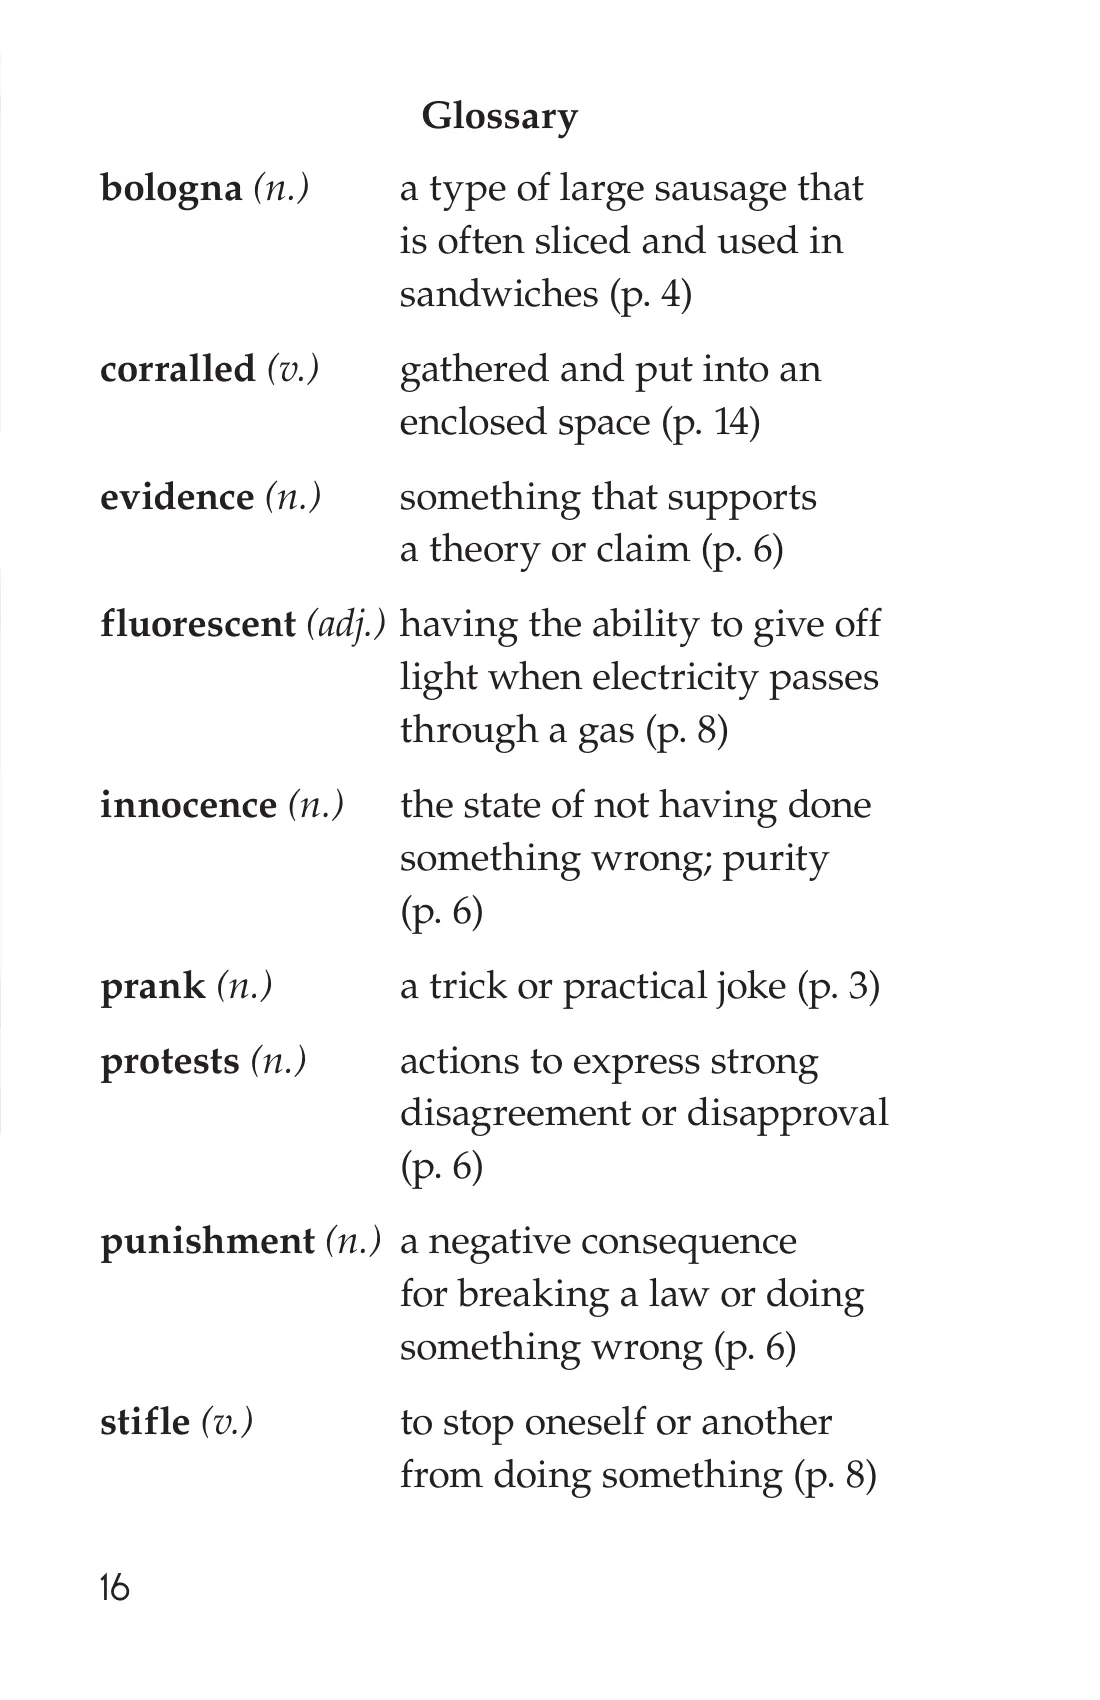 Glossary
bologna (n.) a type of large sausage that
is often sliced and used in
sandwiches (p. 4)
corralled (v.) gathered and put into an
enclosed space (p. 14)
evidence (n.) something that supports
a theory or claim (p. 6)
fluorescent (adj.) having the ability to give off
light when electricity passes
through a gas (p. 8)
innocence (n.) the state of not having done
something wrong; purity
(p. 6)
prank (n.) a trick or practical joke (p. 3)
protests (n.) actions to express strong
disagreement or disapproval
(p. 6)
punishment (n.) a negative consequence
for breaking a law or doing
something wrong (p. 6)
stifle (v.) to stop oneself or another
from doing something (p. 8)
16